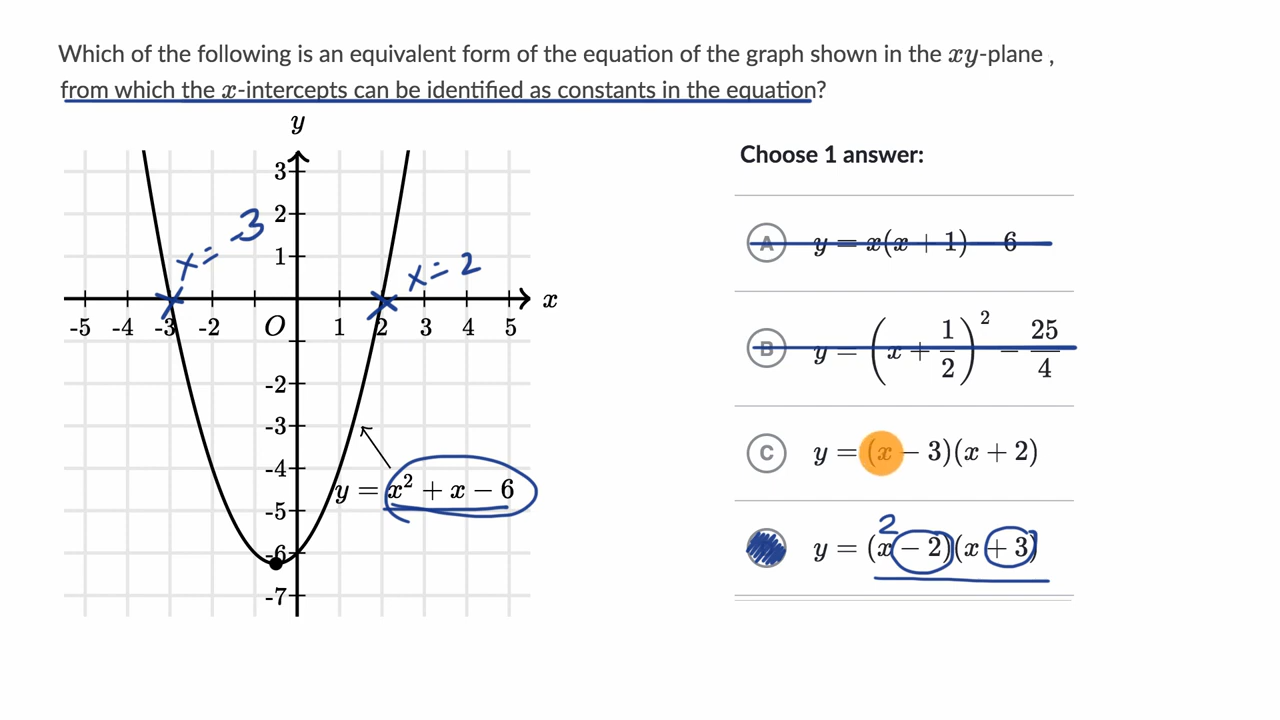 Which of the following is an equivalent form of the equation of the graph shown in the xy-plane ,
from which the x-intercepts can be identified as constants in the equation?
y
Choose 1 answer:
3
2
1
x = -3
x = 2
x
-5 -4 -3 -2 O 1 2 3 4 5
-2
-3
-4
y = x² + x − 6
-5
-6
-7
A y = x(x + 1) − 6
B y = (x + 1/2)² − 25/4
C y = (x − 3)(x + 2)
2
y = (x − 2)(x + 3)